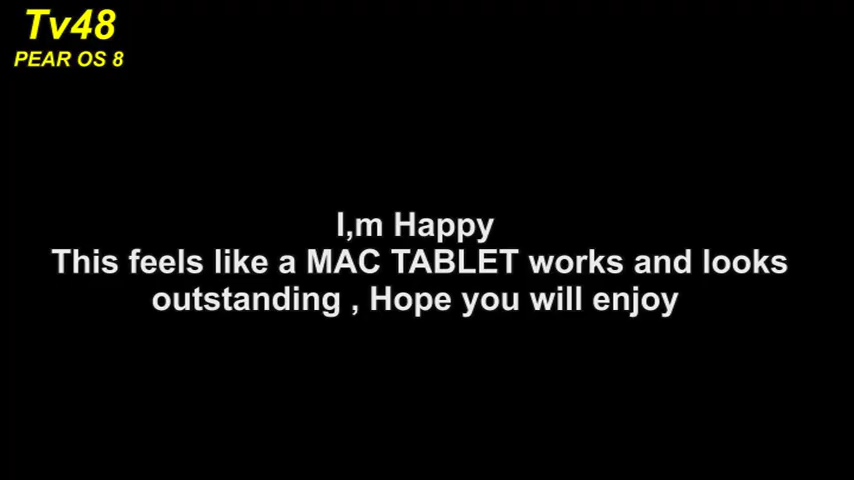 Tv48
PEAR OS 8
I,m Happy
This feels like a MAC TABLET works and looks
outstanding , Hope you will enjoy